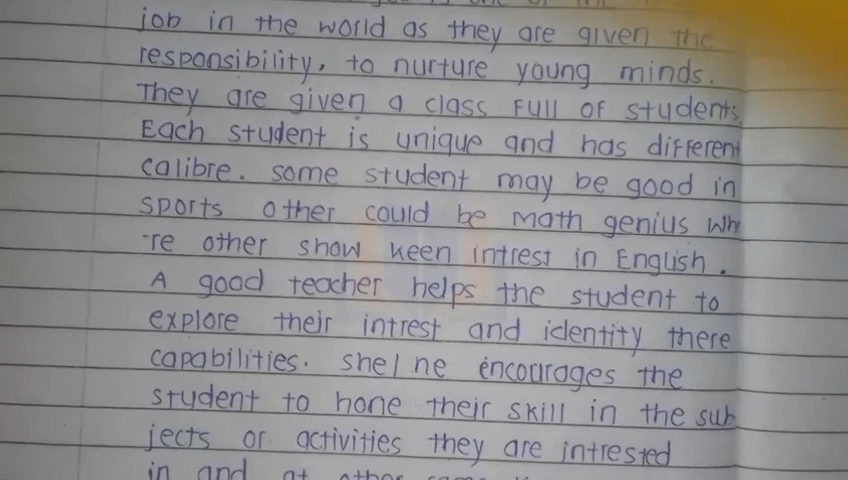 job in the world as they are given the
responsibility, to nurture young minds.
They are given a class full of students.
Each student is unique and has different
calibre. some student may be good in
sports other could be math genius whe
-re other show keen intrest in English.
A good teacher helps the student to
explore their intrest and identity there
capabilities. she/he encourages the
student to hone their skill in the sub
jects or activities they are intrested
in and at other same